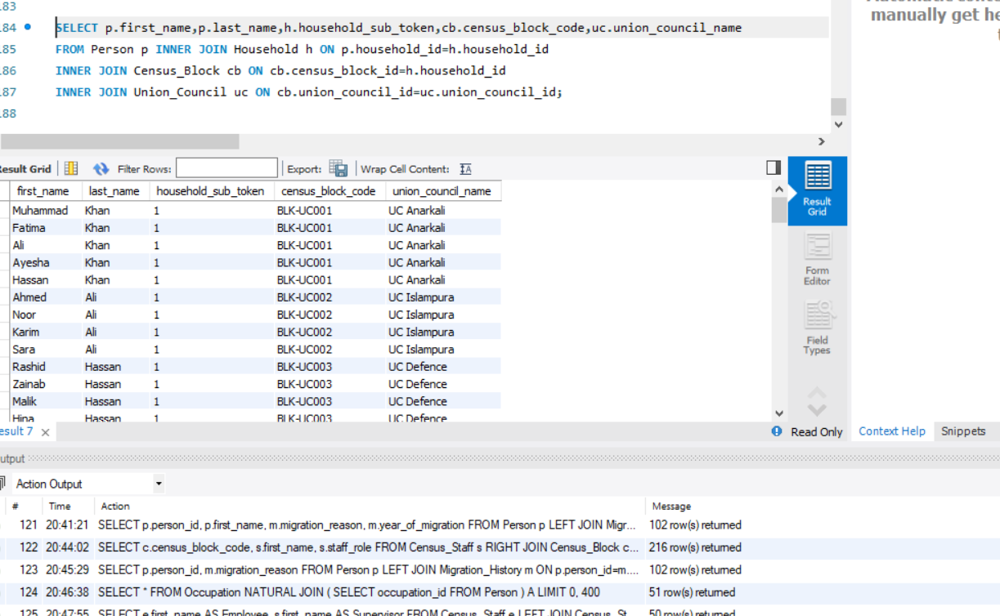 manually get he
83
84 SELECT p.first_name,p.last_name,h.household_sub_token,cb.census_block_code,uc.union_council_name
85 FROM Person p INNER JOIN Household h ON p.household_id=h.household_id
86 INNER JOIN Census_Block cb ON cb.census_block_id=h.household_id
87 INNER JOIN Union_Council uc ON cb.union_council_id=uc.union_council_id;
88
Result Grid Filter Rows: Export: Wrap Cell Content: IA
first_name last_name household_sub_token census_block_code union_council_name
Muhammad Khan 1 BLK-UC001 UC Anarkali
Fatima Khan 1 BLK-UC001 UC Anarkali
Ali Khan 1 BLK-UC001 UC Anarkali
Ayesha Khan 1 BLK-UC001 UC Anarkali
Hassan Khan 1 BLK-UC001 UC Anarkali
Ahmed Ali 1 BLK-UC002 UC Islampura
Noor Ali 1 BLK-UC002 UC Islampura
Karim Ali 1 BLK-UC002 UC Islampura
Sara Ali 1 BLK-UC002 UC Islampura
Rashid Hassan 1 BLK-UC003 UC Defence
Zainab Hassan 1 BLK-UC003 UC Defence
Malik Hassan 1 BLK-UC003 UC Defence
Hina Hassan 1 BLK-UC003 UC Defence
Result
Grid
Form
Editor
Field
Types
esult 7 Read Only Context Help Snippets
utput
Action Output
# Time Action Message
121 20:41:21 SELECT p.person_id, p.first_name, m.migration_reason, m.year_of_migration FROM Person p LEFT JOIN Migr... 102 row(s) returned
122 20:44:02 SELECT c.census_block_code, s.first_name, s.staff_role FROM Census_Staff s RIGHT JOIN Census_Block c... 216 row(s) returned
123 20:45:29 SELECT p.person_id, m.migration_reason FROM Person p LEFT JOIN Migration_History m ON p.person_id=m.... 102 row(s) returned
124 20:46:38 SELECT * FROM Occupation NATURAL JOIN ( SELECT occupation_id FROM Person ) A LIMIT 0, 400 51 row(s) returned
125 20:47:55 SELECT e.first_name AS Employee, s.first_name AS Supervisor FROM Census_Staff e LEFT JOIN Census_St... 50 row(s) returned